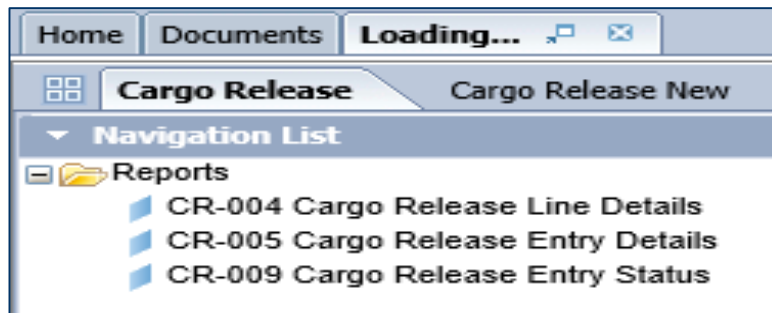 Home Documents Loading...
Cargo Release Cargo Release New
Navigation List
Reports
CR-004 Cargo Release Line Details
CR-005 Cargo Release Entry Details
CR-009 Cargo Release Entry Status